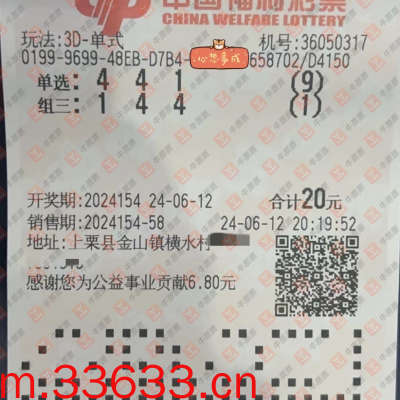 中国福利彩票
CHINA WELFARE LOTTERY
玩法:3D-单式 机号:36050317
0199-9699-48EB-D7B4- 658702/D4150
心想事成
单选: 4 4 1 (9)
组三: 1 4 4 (1)
开奖期:2024154 24-06-12 合计20元
销售期:2024154-58 24-06-12 20:19:52
地址:上栗县金山镇横水村
感谢您为公益事业贡献6.80元
m.33633.cn